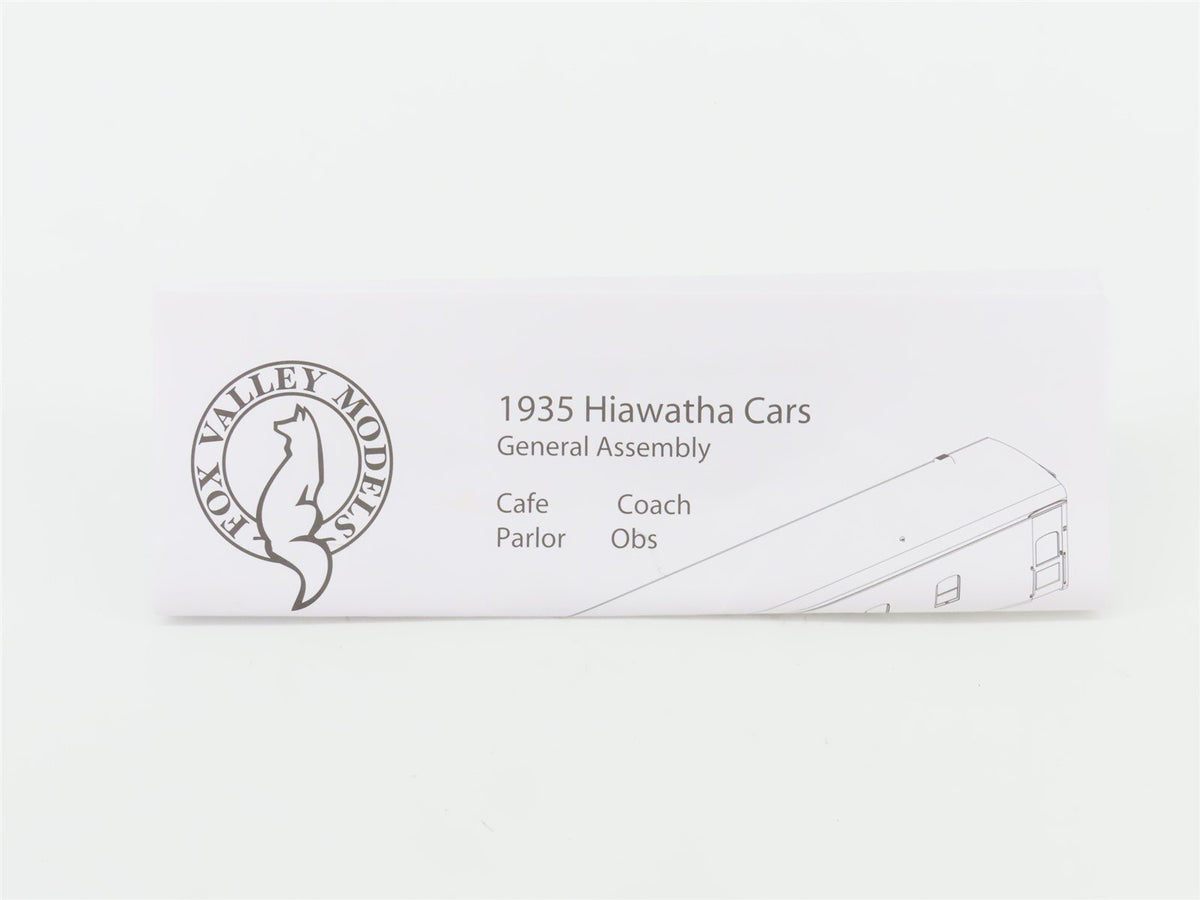 FOX VALLEY MODELS
1935 Hiawatha Cars
General Assembly
Cafe Coach
Parlor Obs